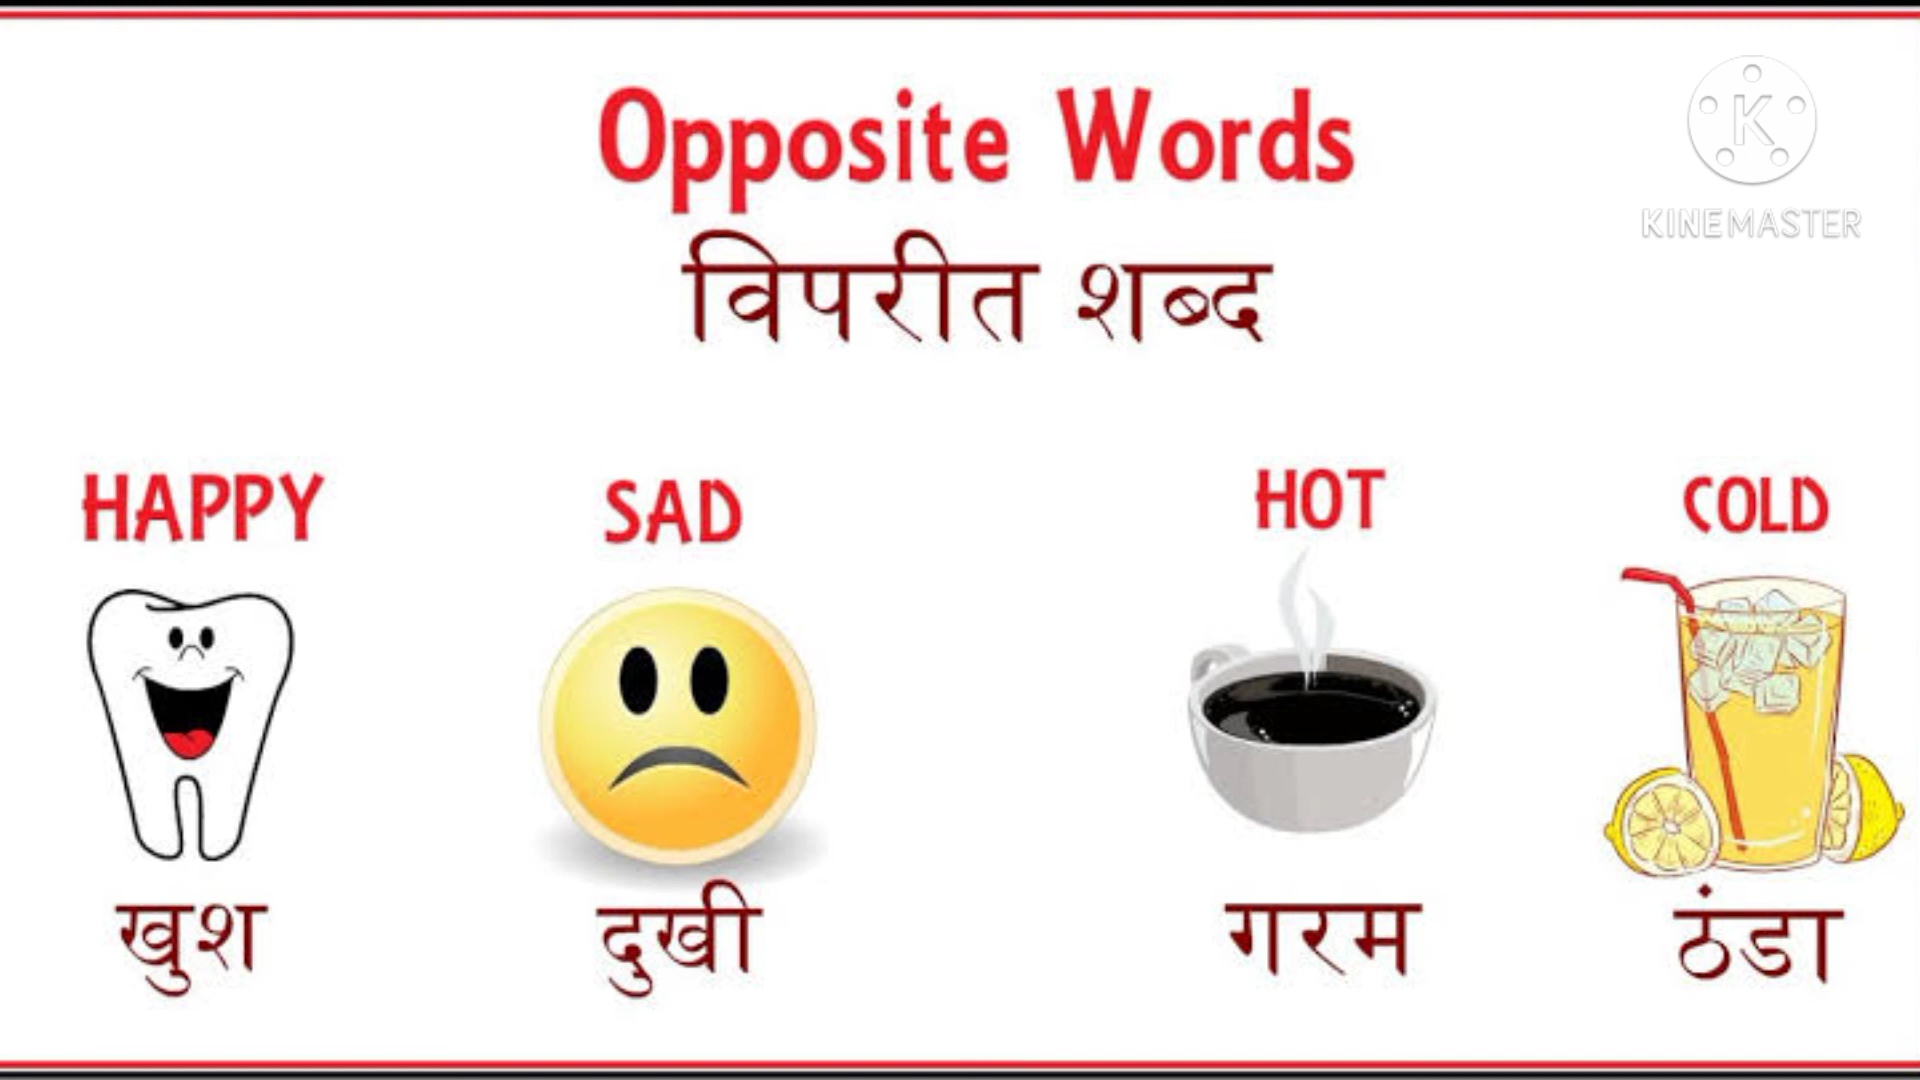 Opposite Words
विपरीत शब्द
K
KINEMASTER
HAPPY SAD HOT COLD
खुश दुखी गरम ठंडा